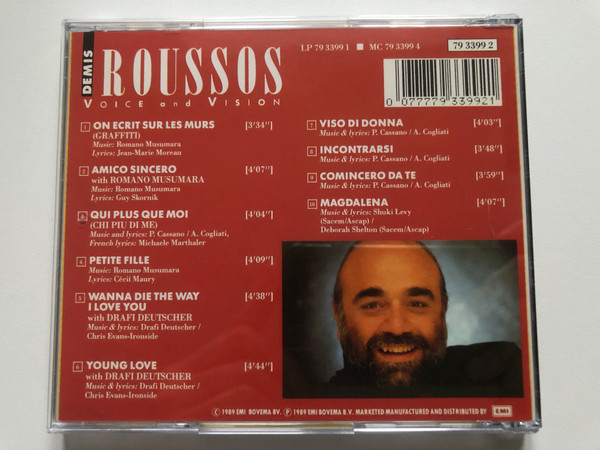 DEMIS
ROUSSOS
VOICE and VISION
LP 79 3399 1 ■ MC 79 3399 4
79 3399 2
0 077779 339921
1 ON ECRIT SUR LES MURS [3'34"]
(GRAFFITI)
Music: Romano Musumara
Lyrics: Jean-Marie Moreau
2 AMICO SINCERO [4'07"]
with ROMANO MUSUMARA
Music: Romano Musumara
Lyrics: Guy Skornik
3 QUI PLUS QUE MOI [4'04"]
(CHI PIU DI ME)
Music and lyrics: P. Cassano / A. Cogliati,
French lyrics: Michaele Marthaler
4 PETITE FILLE [4'09"]
Music: Romano Musumara
Lyrics: Cécil Maury
5 WANNA DIE THE WAY [4'38"]
I LOVE YOU
with DRAFI DEUTSCHER
Music & lyrics: Drafi Deutscher /
Chris Evans-Ironside
6 YOUNG LOVE [4'44"]
with DRAFI DEUTSCHER
Music & lyrics: Drafi Deutscher /
Chris Evans-Ironside
7 VISO DI DONNA [4'03"]
Music & lyrics: P. Cassano / A. Cogliati
8 INCONTRARSI [3'48"]
Music & lyrics: P. Cassano / A. Cogliati
9 COMINCERO DA TE [3'59"]
Music & lyrics: P. Cassano / A. Cogliati
10 MAGDALENA [4'07"]
Music & lyrics: Shuki Levy
(Sacem/Ascap) /
Deborah Shelton (Sacem/Ascap)
Ⓒ 1989 EMI BOVEMA BV. Ⓟ 1989 EMI BOVEMA B.V. MARKETED MANUFACTURED AND DISTRIBUTED BY EMI